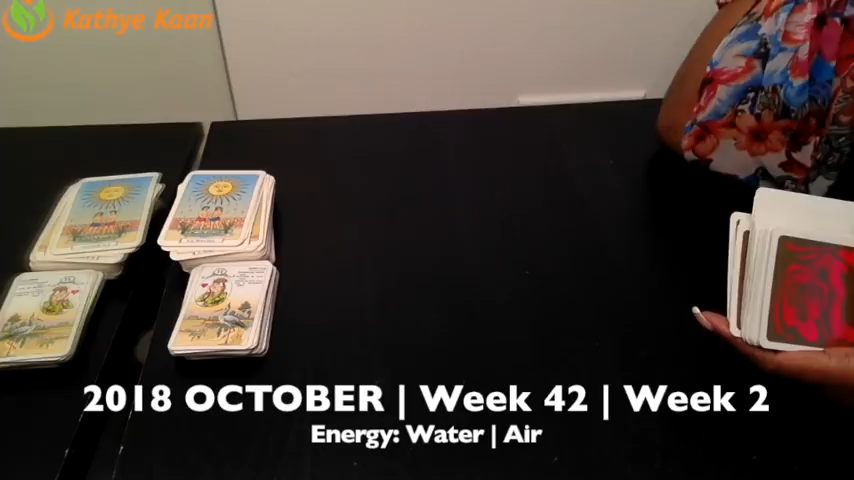 Kathye Kaan
2018 OCTOBER | Week 42 | Week 2
Energy: Water | Air